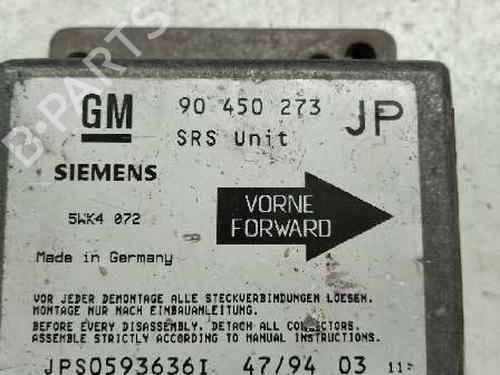 GM 90 450 273 JP
SRS Unit
SIEMENS
VORNE
FORWARD
5WK4 072
Made in Germany
VOR JEDER DEMONTAGE ALLE STECKVERBINDUNGEN LOESEN.
MONTAGE NUR NACH EINBAUANLEITUNG.
BEFORE EVERY DISASSEMBLY, DETACH ALL CONNECTORS.
ASSEMBLE STRICTLY ACCORDING TO MANUAL/INSTRUCTIONS.
JPS0593636I 47/94 03
B-PARTS